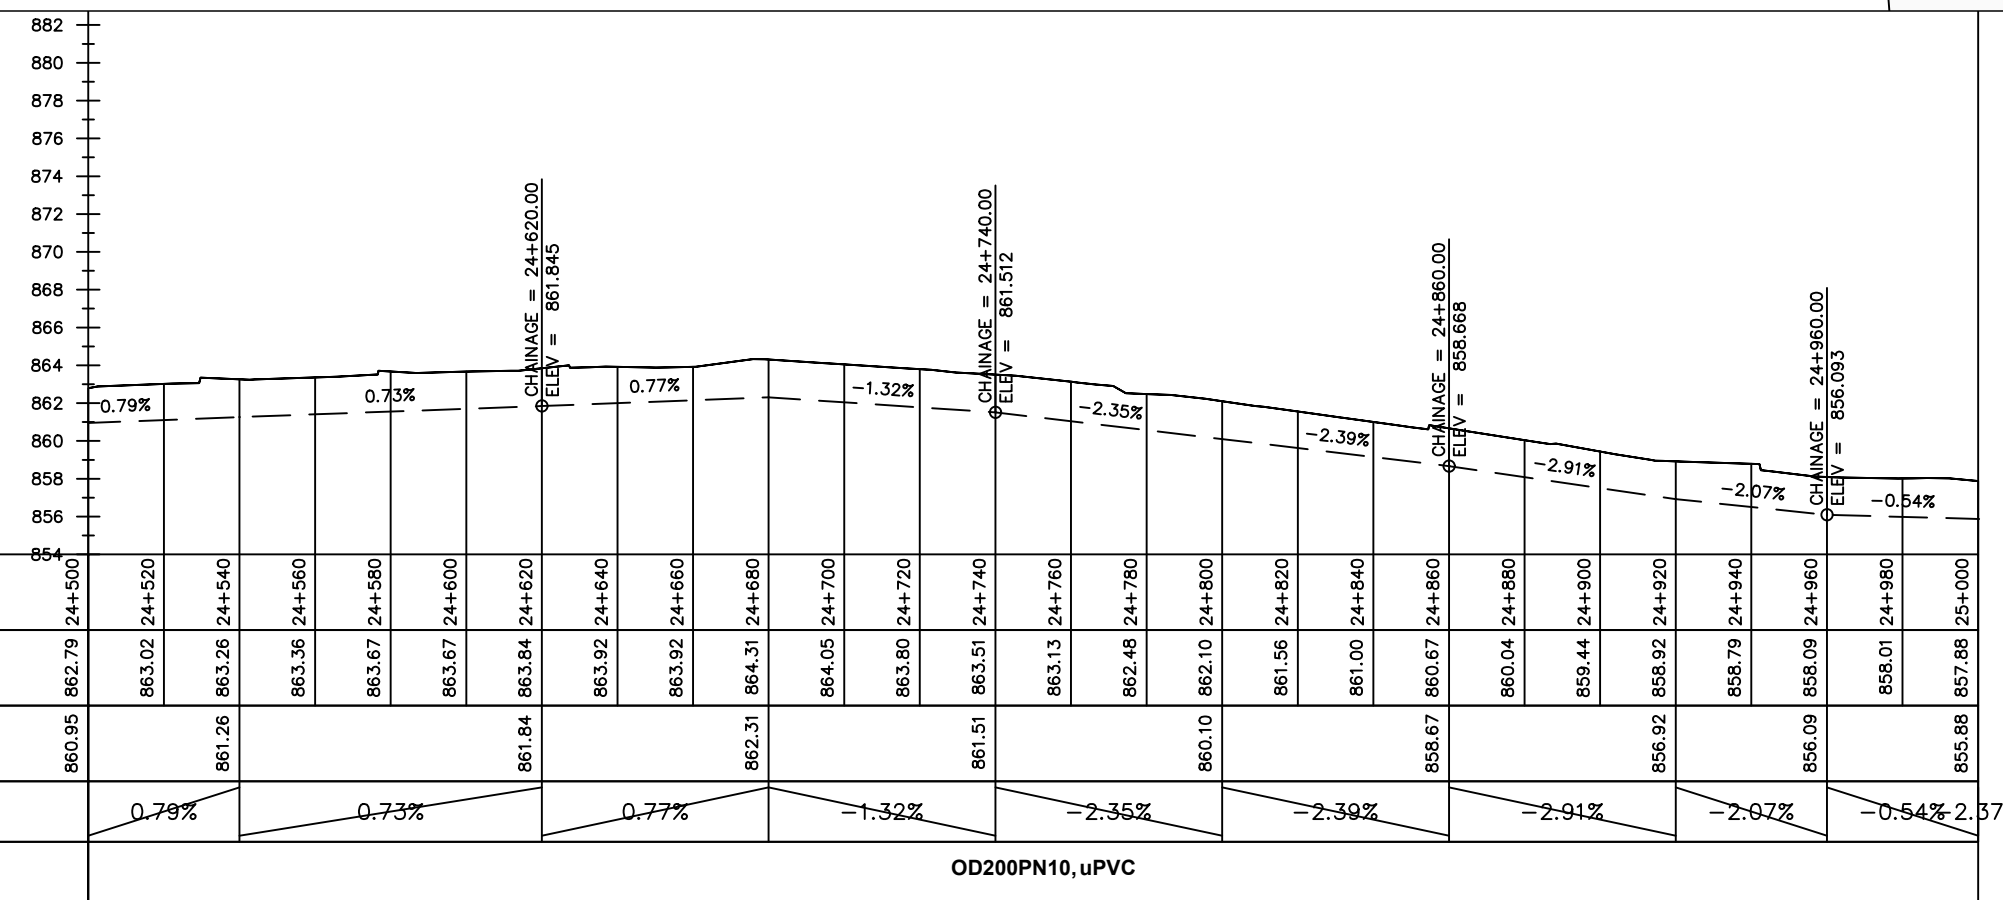 882
880
878
876
874
872
870
868
866
864
862
860
858
856
854
CHAINAGE = 24+620.00
ELEV = 861.845
CHAINAGE = 24+740.00
ELEV = 861.512
CHAINAGE = 24+860.00
ELEV = 858.668
CHAINAGE = 24+960.00
ELEV = 856.093
0.79% 0.73% 0.77% -1.32% -2.35% -2.39% -2.91% -2.07% -0.54%
24+500 24+520 24+540 24+560 24+580 24+600 24+620 24+640 24+660 24+680 24+700 24+720 24+740 24+760 24+780 24+800 24+820 24+840 24+860 24+880 24+900 24+920 24+940 24+960 24+980 25+000
862.79 863.02 863.26 863.36 863.67 863.67 863.84 863.92 863.92 864.31 864.05 863.80 863.51 863.13 862.48 862.10 861.56 861.00 860.67 860.04 859.44 858.92 858.79 858.09 858.01 857.88
860.95 861.26 861.84 862.31 861.51 860.10 858.67 856.92 856.09 855.88
0.79% 0.73% 0.77% -1.32% -2.35% -2.39% -2.91% -2.07% -0.54% -2.37
OD200PN10, uPVC